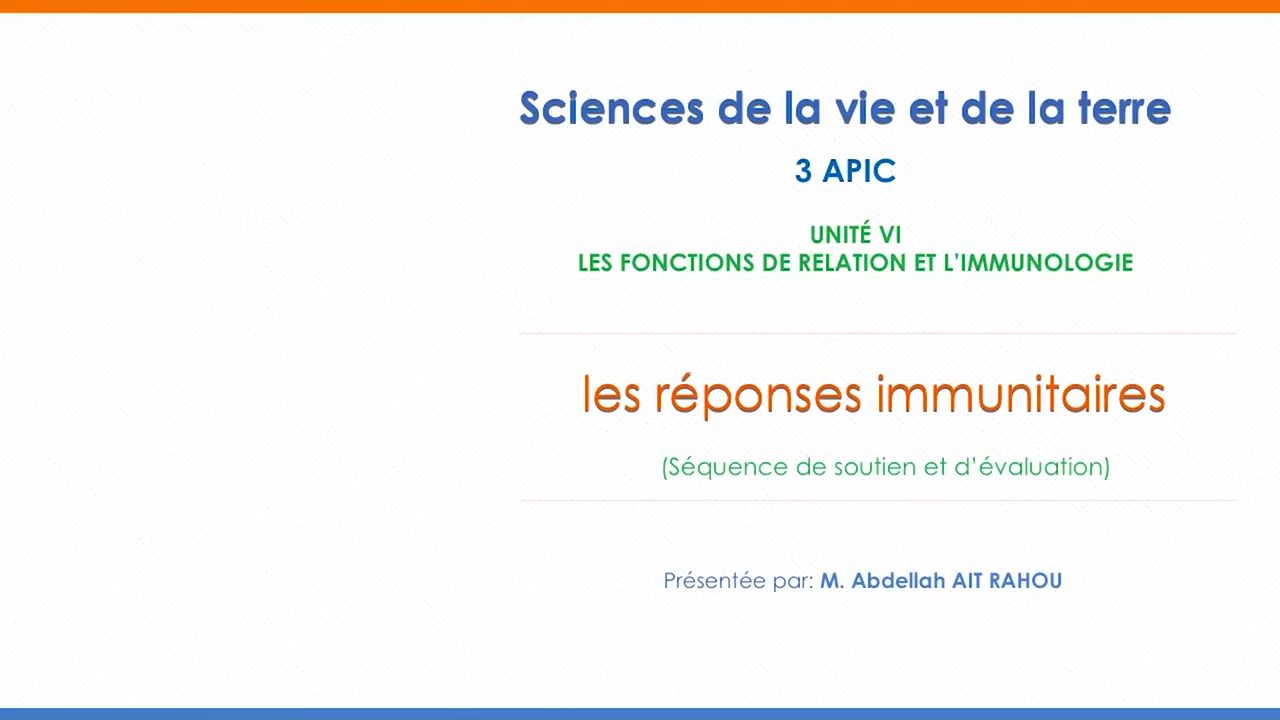 Sciences de la vie et de la terre
3 APIC
UNITÉ VI
LES FONCTIONS DE RELATION ET L’IMMUNOLOGIE
les réponses immunitaires
(Séquence de soutien et d’évaluation)
Présentée par: M. Abdellah AIT RAHOU